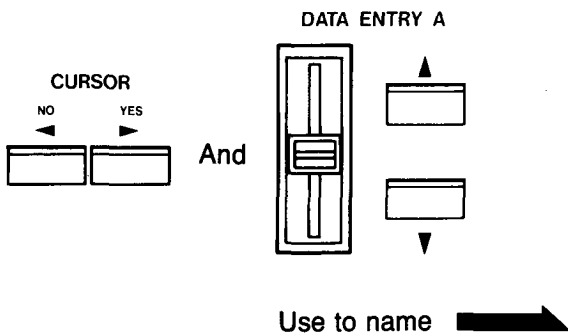 DATA ENTRY A
CURSOR
NO YES
And
Use to name